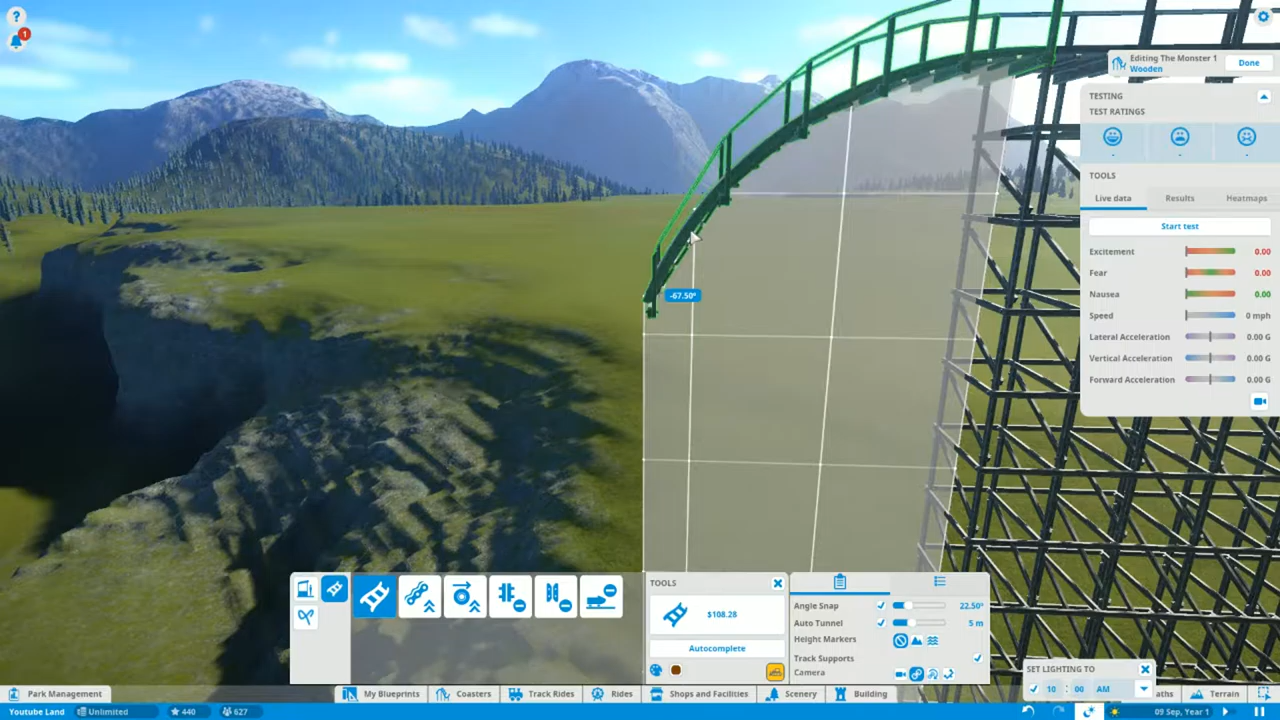 ?
1
Editing The Monster 1
Wooden
Done
TESTING
TEST RATINGS
- - -
TOOLS
Live data Results Heatmaps
Start test
Excitement 0.00
Fear 0.00
Nausea 0.00
Speed 0 mph
Lateral Acceleration 0.00 G
Vertical Acceleration 0.00 G
Forward Acceleration 0.00 G
-67.50°
TOOLS
$108.28
Autocomplete
Angle Snap 22.50°
Auto Tunnel 5 m
Height Markers
Track Supports
Camera
SET LIGHTING TO
10 : 00 AM
Park Management
My Blueprints Coasters Track Rides Rides Shops and Facilities Scenery Building aths Terrain
Youtube Land Unlimited 440 627 09 Sep, Year 1